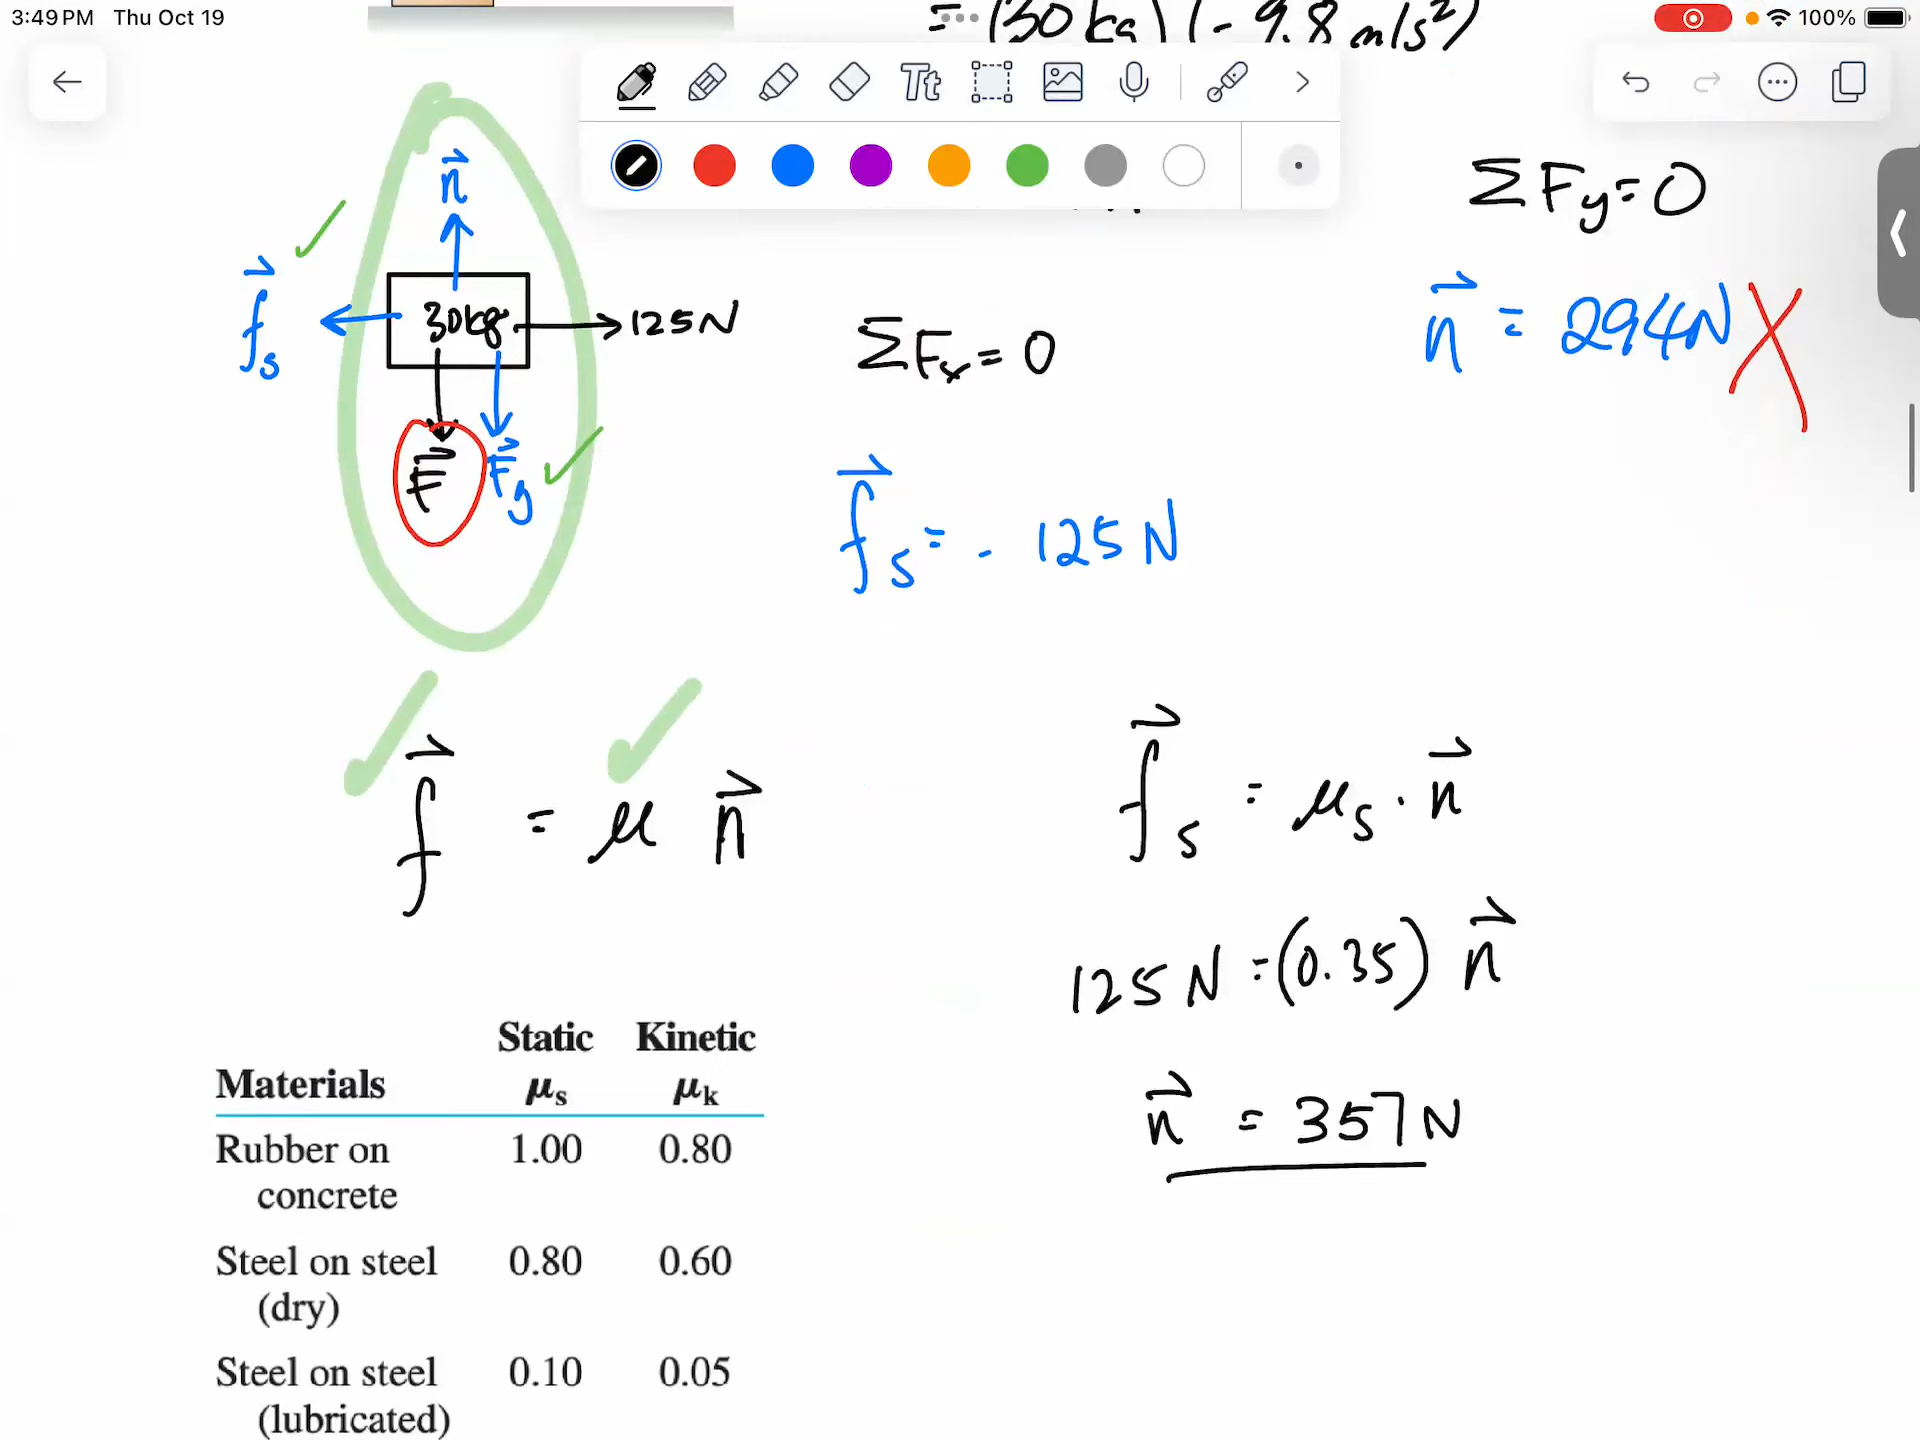 3:49 PM Thu Oct 19
100%
= (30 kg) (- 9.8 m/s²)
Tt
n⃗
f⃗s
30kg
125N
F⃗
F⃗g
ΣFx = 0
ΣFy = 0
n⃗ = 294N
f⃗s = - 125 N
f⃗ = μ n⃗
f⃗s = μs · n⃗
125 N = (0.35) n⃗
n⃗ = 357 N
Static Kinetic
Materials μs μk
Rubber on 1.00 0.80
concrete
Steel on steel 0.80 0.60
(dry)
Steel on steel 0.10 0.05
(lubricated)